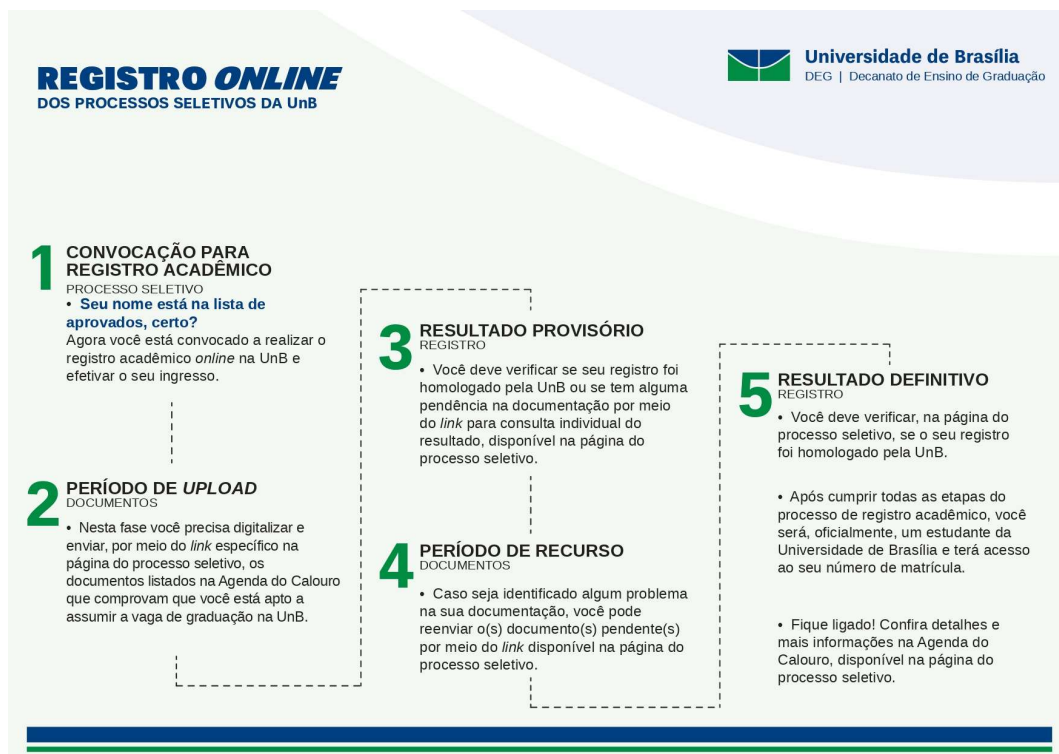 REGISTRO ONLINE
DOS PROCESSOS SELETIVOS DA UnB
Universidade de Brasília
DEG | Decanato de Ensino de Graduação
1
CONVOCAÇÃO PARA
REGISTRO ACADÊMICO
PROCESSO SELETIVO
• Seu nome está na lista de
aprovados, certo?
Agora você está convocado a realizar o
registro acadêmico online na UnB e
efetivar o seu ingresso.
2
PERÍODO DE UPLOAD
DOCUMENTOS
• Nesta fase você precisa digitalizar e
enviar, por meio do link específico na
página do processo seletivo, os
documentos listados na Agenda do Calouro
que comprovam que você está apto a
assumir a vaga de graduação na UnB.
3
RESULTADO PROVISÓRIO
REGISTRO
• Você deve verificar se seu registro foi
homologado pela UnB ou se tem alguma
pendência na documentação por meio
do link para consulta individual do
resultado, disponível na página do
processo seletivo.
4
PERÍODO DE RECURSO
DOCUMENTOS
• Caso seja identificado algum problema
na sua documentação, você pode
reenviar o(s) documento(s) pendente(s)
por meio do link disponível na página do
processo seletivo.
5
RESULTADO DEFINITIVO
REGISTRO
• Você deve verificar, na página do
processo seletivo, se o seu registro
foi homologado pela UnB.
• Após cumprir todas as etapas do
processo de registro acadêmico, você
será, oficialmente, um estudante da
Universidade de Brasília e terá acesso
ao seu número de matrícula.
• Fique ligado! Confira detalhes e
mais informações na Agenda do
Calouro, disponível na página do
processo seletivo.